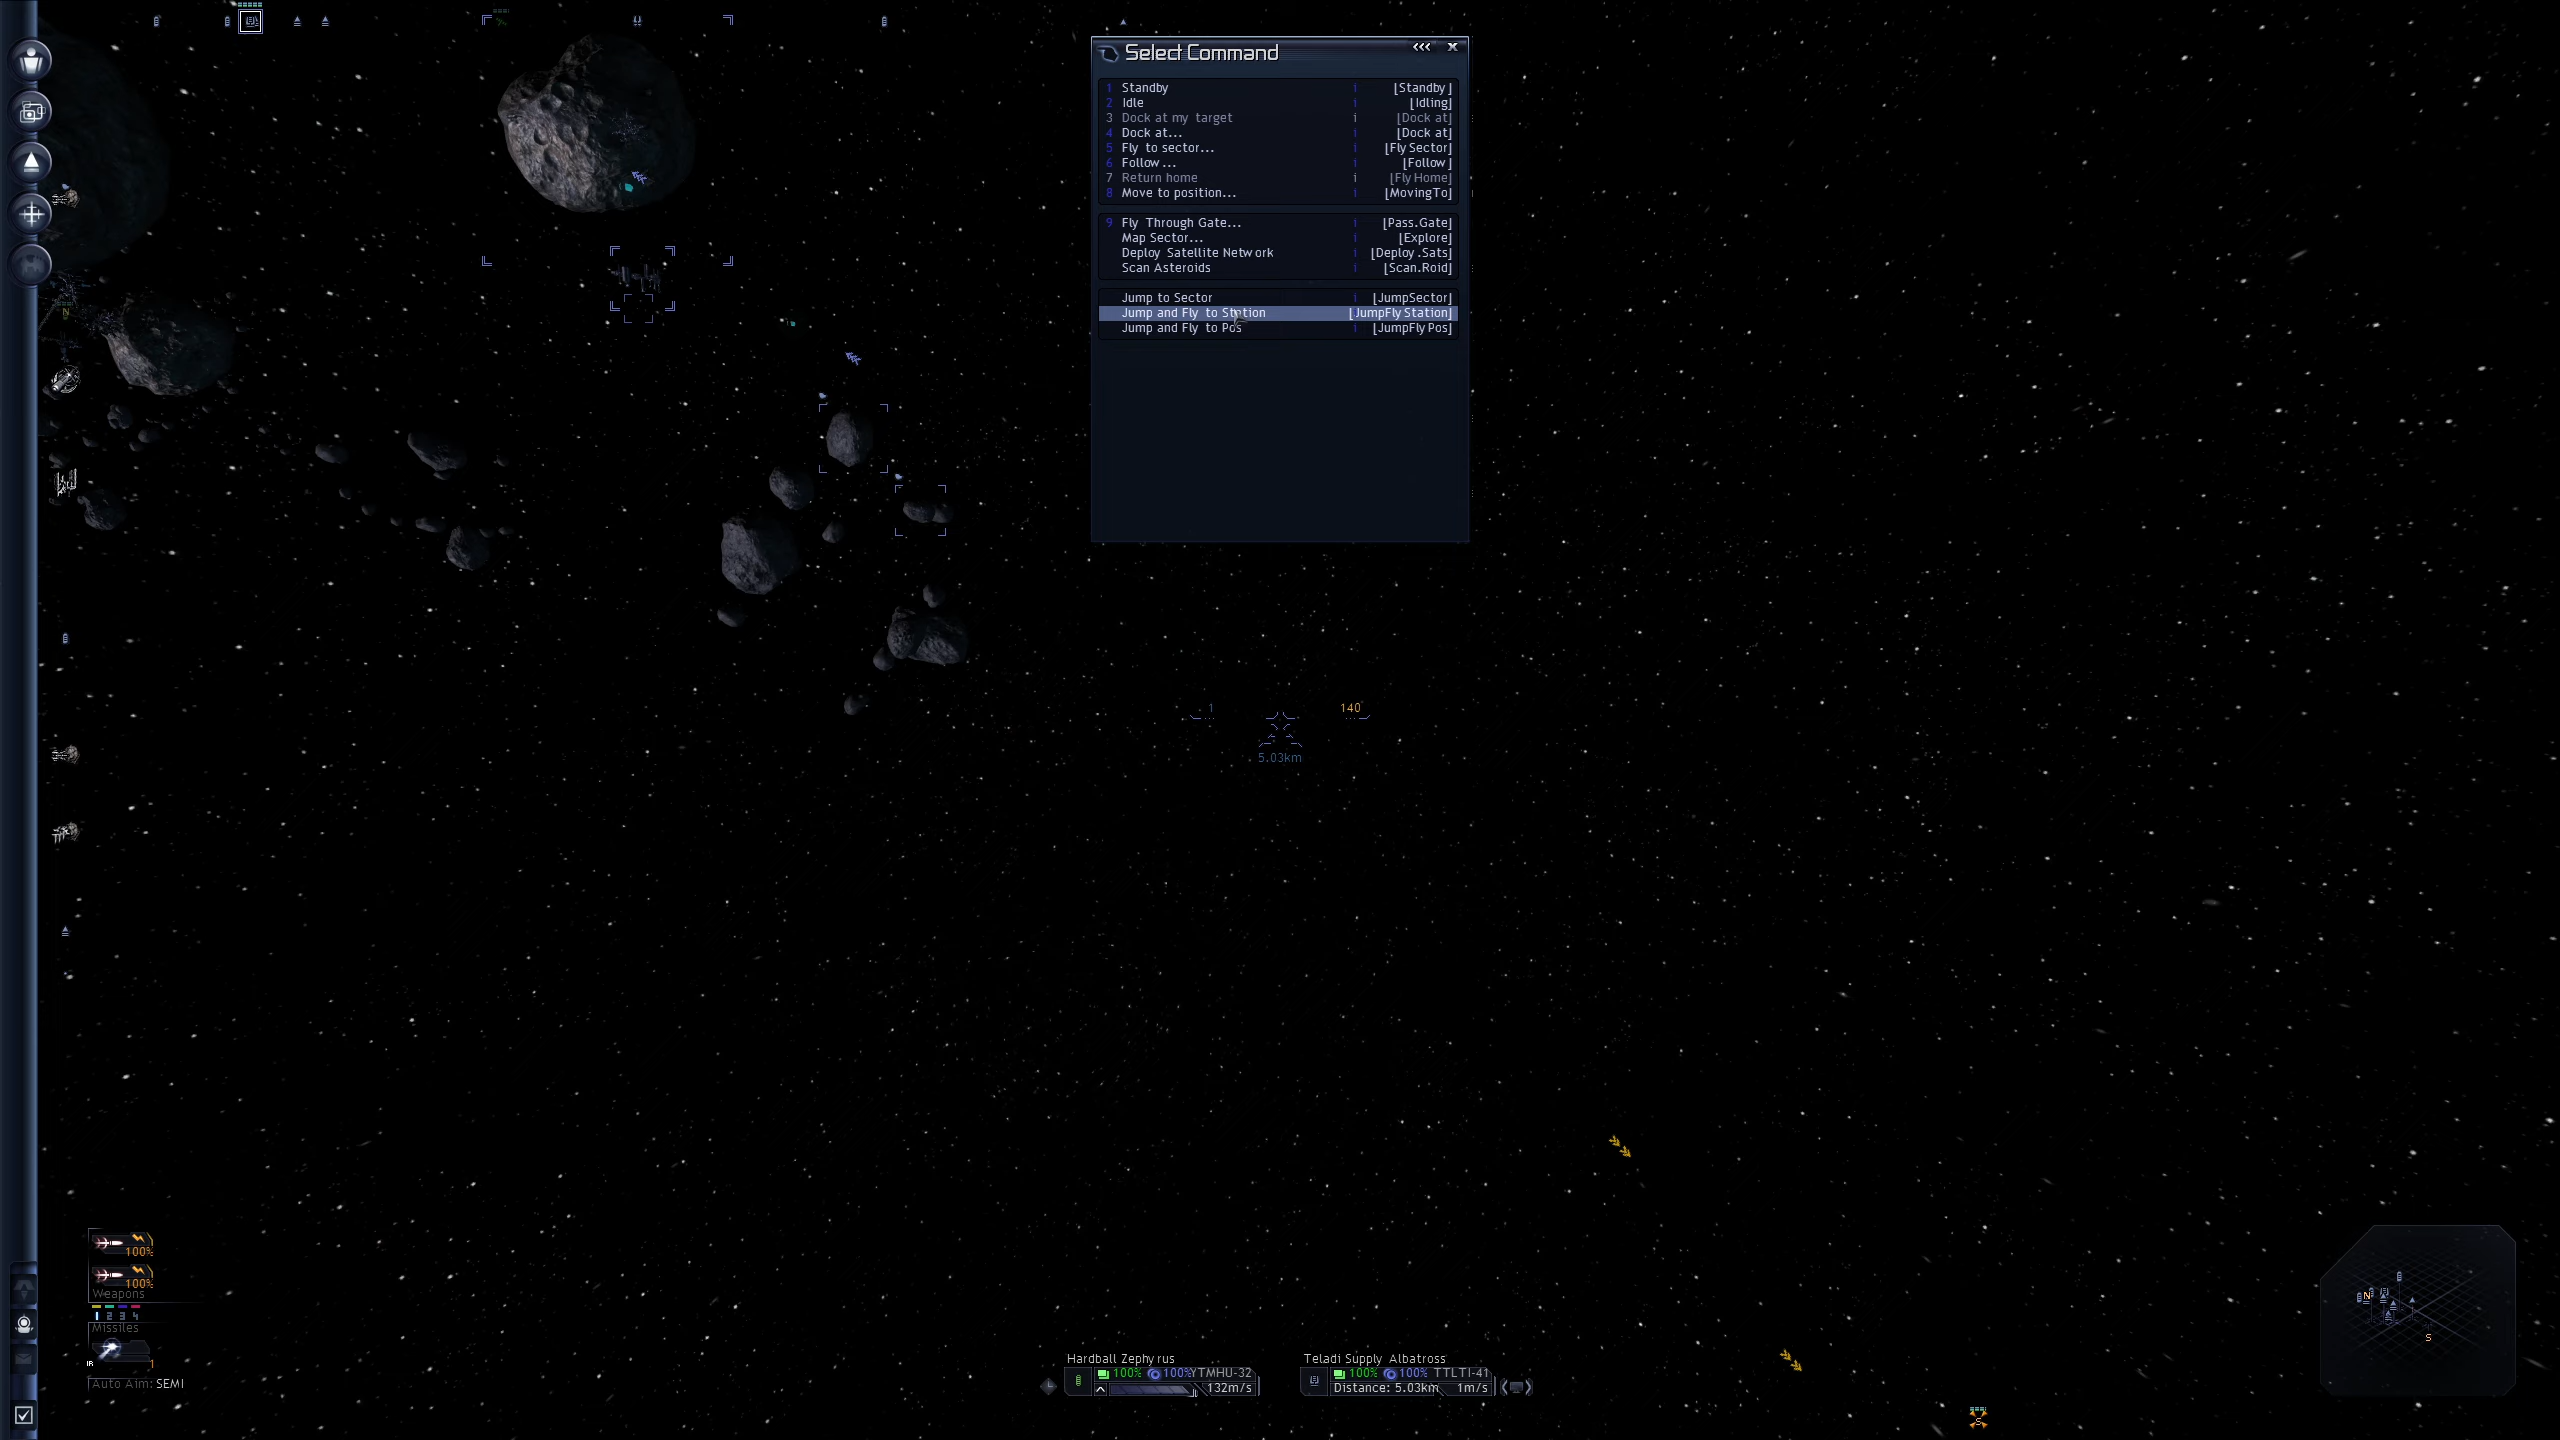 Select Command
1 Standby i [Standby]
2 Idle i [Idling]
3 Dock at my target i [Dock at]
4 Dock at... i [Dock at]
5 Fly to sector... i [Fly Sector]
6 Follow... i [Follow]
7 Return home i [Fly Home]
8 Move to position... i [MovingTo]
9 Fly Through Gate... i [Pass.Gate]
Map Sector... i [Explore]
Deploy Satellite Network i [Deploy.Sats]
Scan Asteroids i [Scan.Roid]
Jump to Sector i [JumpSector]
Jump and Fly to Station [JumpFly Station]
Jump and Fly to Pos i [JumpFly Pos]
N
1 140
5.03km
100%
100%
Weapons
1 2 3 4
Missiles
IR 1
Auto Aim: SEMI
Hardball Zephyrus
100% 100% YTMHU-32
132m/s
Teladi Supply Albatross
100% 100% TTLTI-41
Distance: 5.03km 1m/s
N
S
S